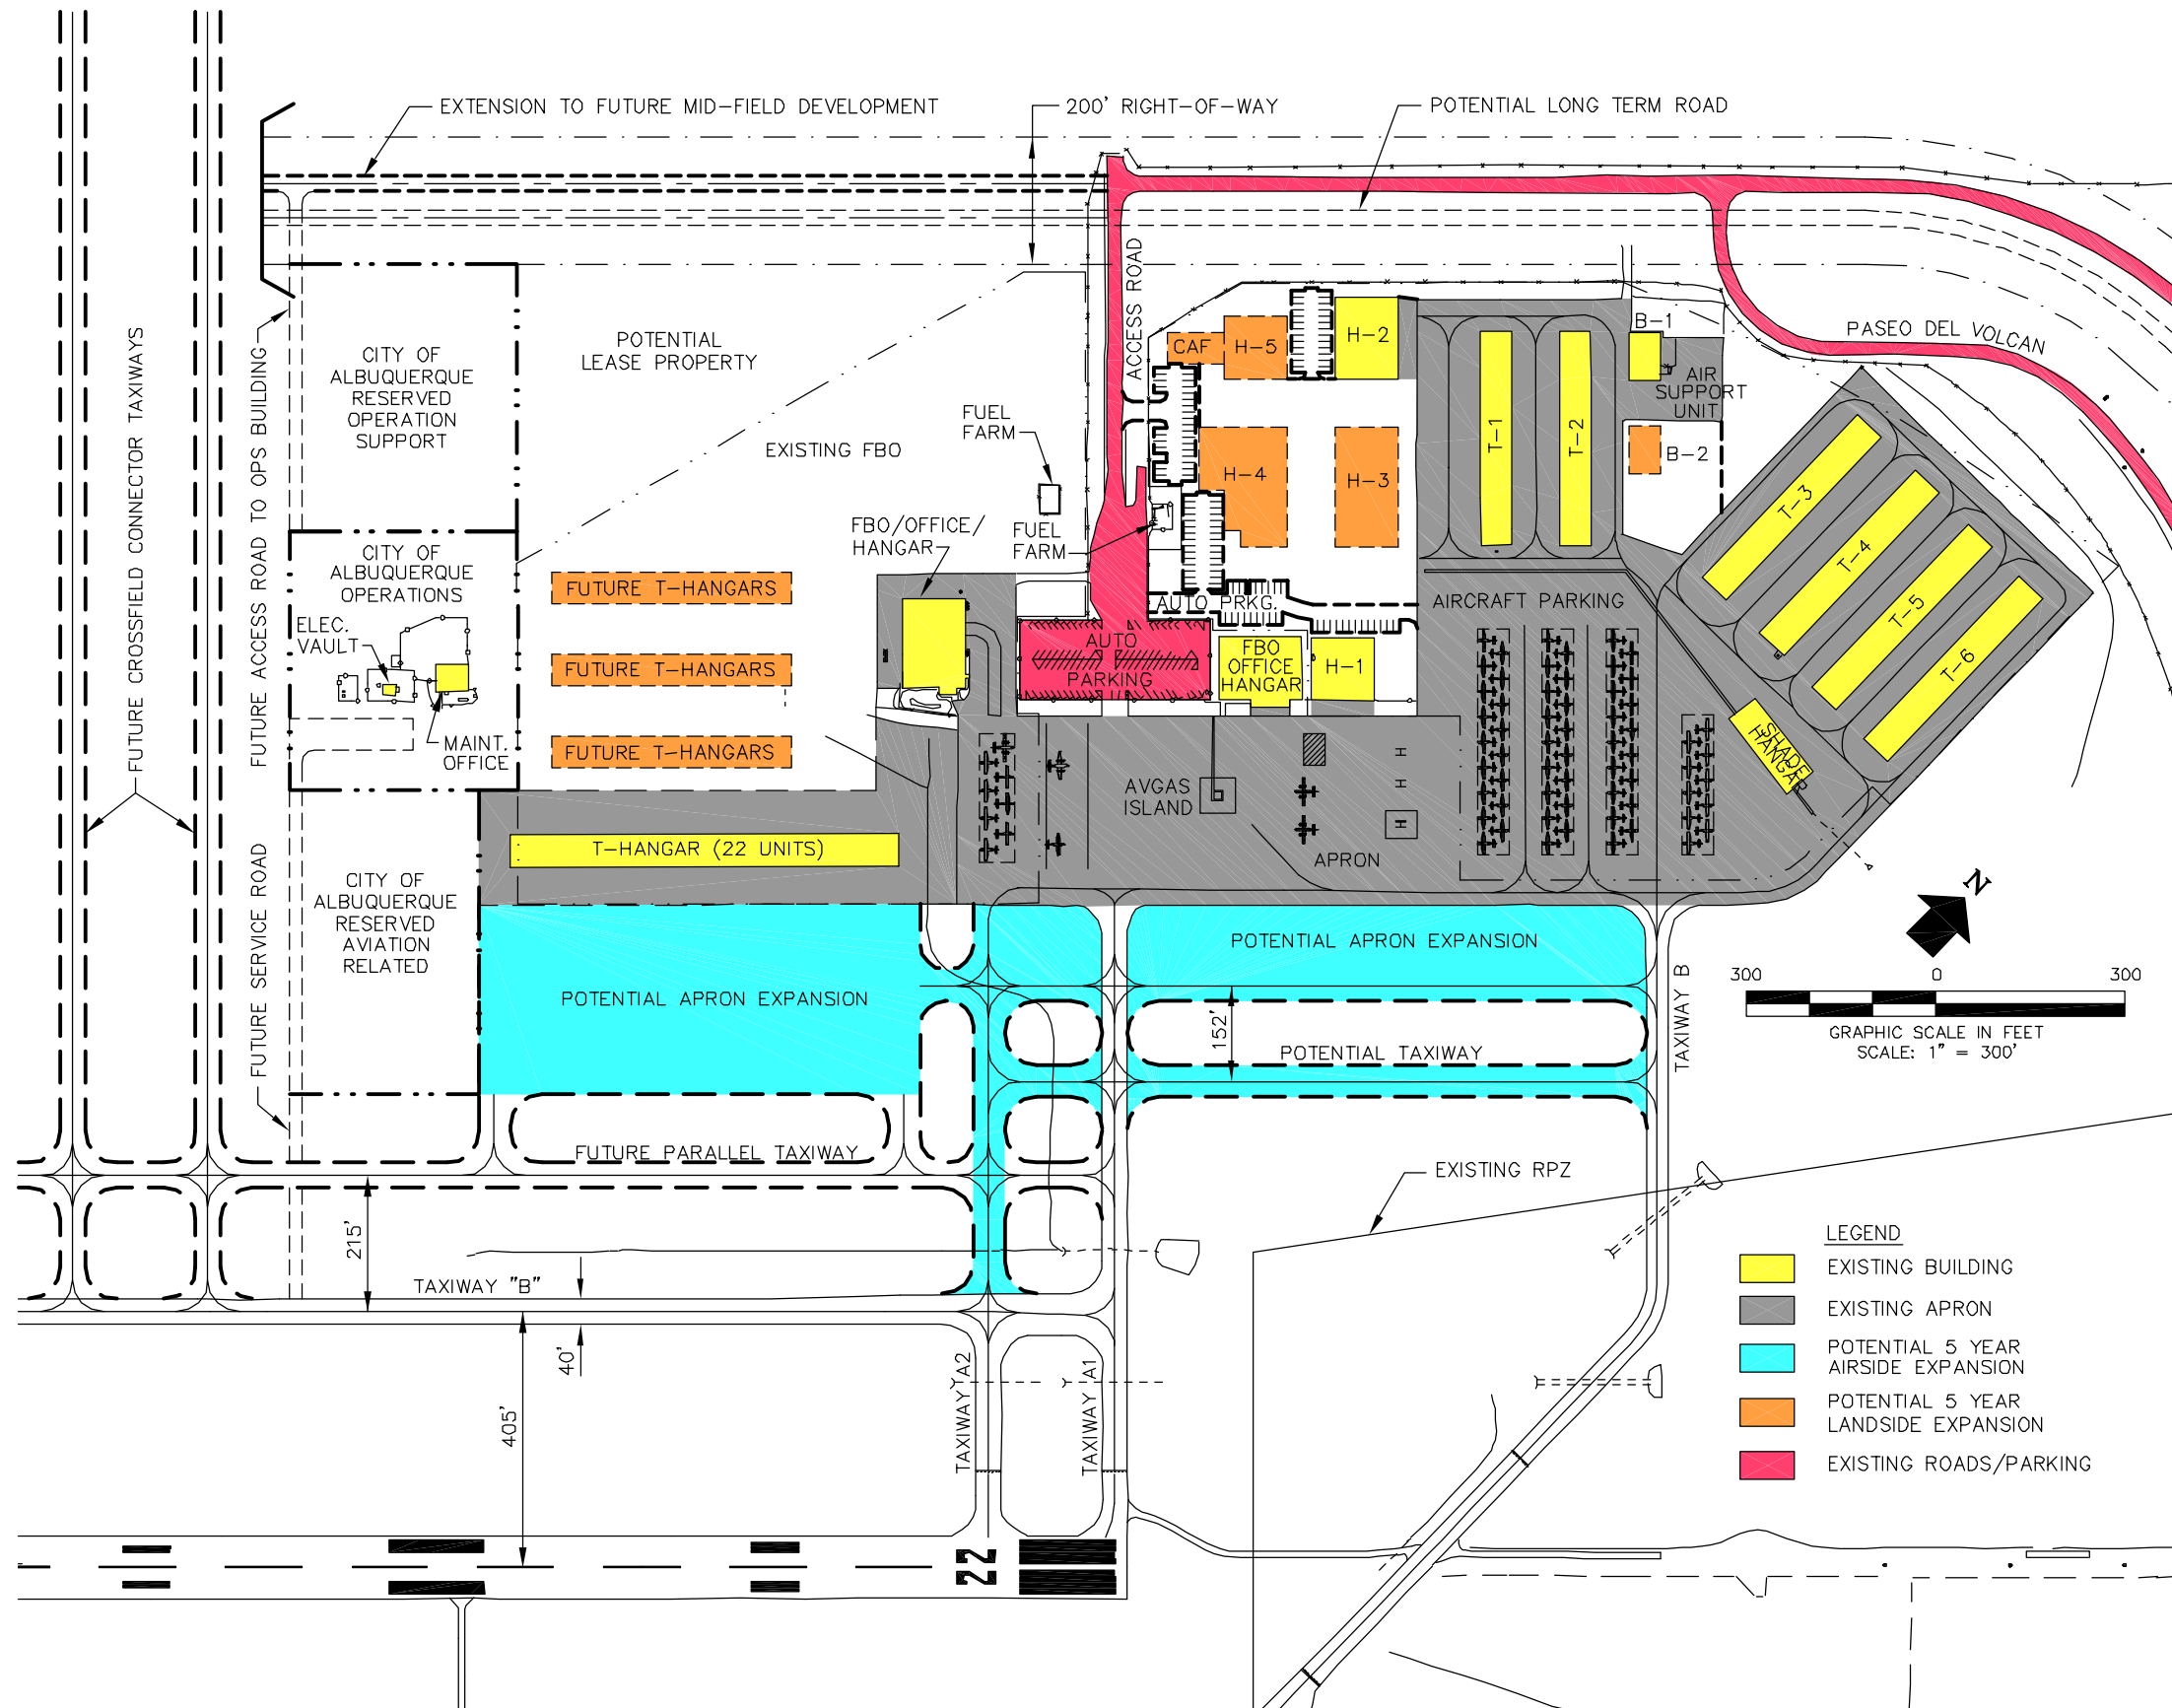 EXTENSION TO FUTURE MID-FIELD DEVELOPMENT
200' RIGHT-OF-WAY
POTENTIAL LONG TERM ROAD
FUTURE CROSSFIELD CONNECTOR TAXIWAYS
FUTURE ACCESS ROAD TO OPS BUILDING
FUTURE SERVICE ROAD
CITY OF
ALBUQUERQUE
RESERVED
OPERATION
SUPPORT
POTENTIAL
LEASE PROPERTY
EXISTING FBO
FUEL
FARM
ACCESS ROAD
CAF
H-5
H-2
B-1
PASEO DEL VOLCAN
AIR
SUPPORT
UNIT
T-1
T-2
B-2
H-4
H-3
T-3
T-4
T-5
T-6
FBO/OFFICE/
HANGAR
FUEL
FARM
CITY OF
ALBUQUERQUE
OPERATIONS
ELEC.
VAULT
MAINT.
OFFICE
FUTURE T-HANGARS
FUTURE T-HANGARS
FUTURE T-HANGARS
AUTO PRKG.
AIRCRAFT PARKING
AUTO
PARKING
FBO
OFFICE
HANGAR
H-1
SHADE
HANGAR
AVGAS
ISLAND
H
H
H
APRON
T-HANGAR (22 UNITS)
CITY OF
ALBUQUERQUE
RESERVED
AVIATION
RELATED
POTENTIAL APRON EXPANSION
POTENTIAL APRON EXPANSION
152'
POTENTIAL TAXIWAY
TAXIWAY B
N
300 0 300
GRAPHIC SCALE IN FEET
SCALE: 1" = 300'
FUTURE PARALLEL TAXIWAY
EXISTING RPZ
215'
TAXIWAY "B"
40'
405'
TAXIWAY A2
TAXIWAY A1
22
LEGEND
EXISTING BUILDING
EXISTING APRON
POTENTIAL 5 YEAR
AIRSIDE EXPANSION
POTENTIAL 5 YEAR
LANDSIDE EXPANSION
EXISTING ROADS/PARKING